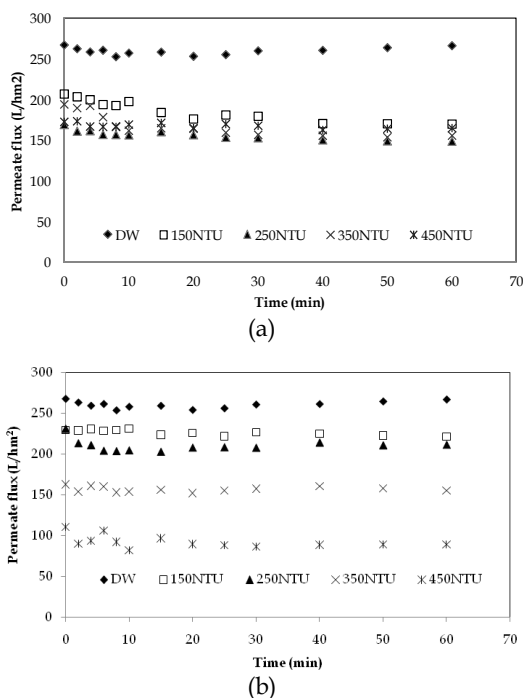 300
250
200
150
100
50
0
Permeate flux (L/hm2)
DW 150NTU 250NTU 350NTU 450NTU
0 10 20 30 40 50 60 70
Time (min)
(a)
300
250
200
150
100
50
0
Permeate flux (L/hm²)
DW 150NTU 250NTU 350NTU 450NTU
0 10 20 30 40 50 60 70
Time (min)
(b)